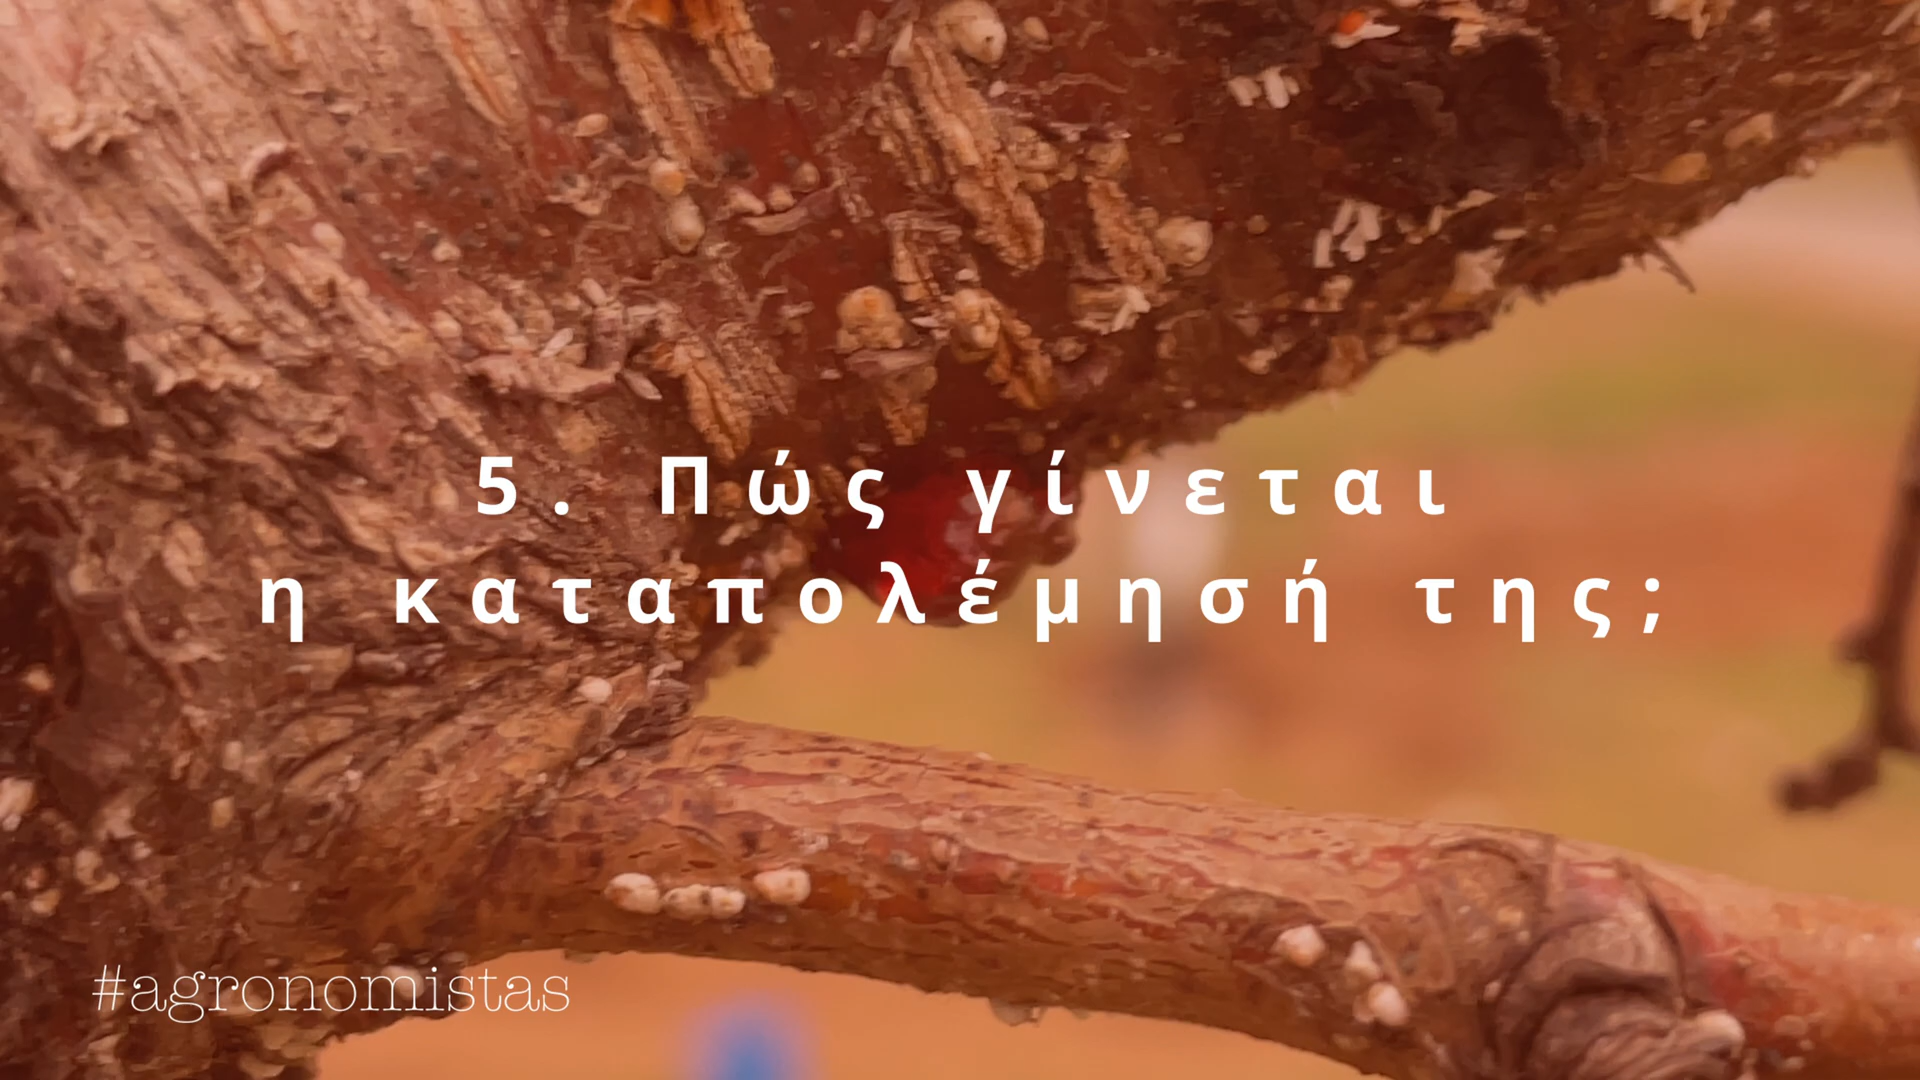 5. Πώς γίνεται
η καταπολέμησή της;
#agronomistas